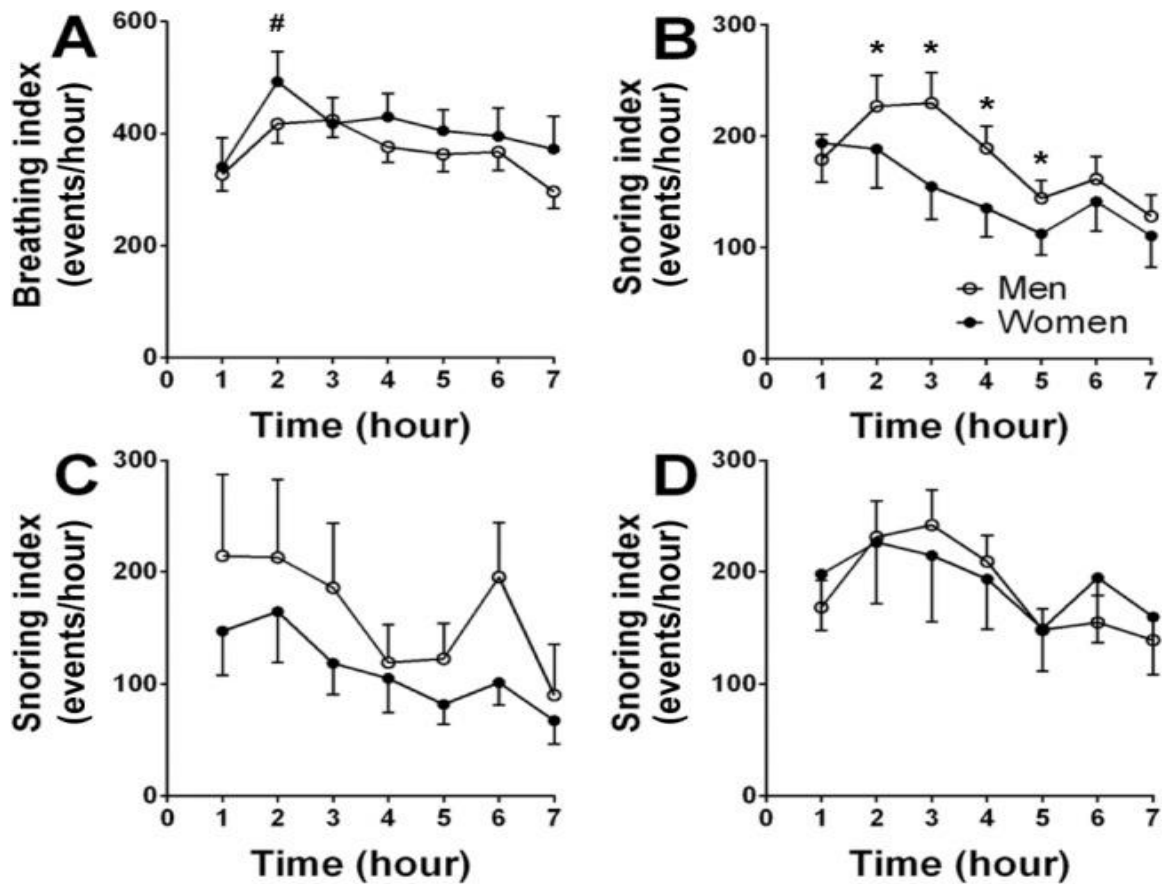 A
#
600
400
200
0
Breathing index
(events/hour)
0 1 2 3 4 5 6 7
Time (hour)
B
* * * *
300
200
100
0
Snoring index
(events/hour)
Men
Women
0 1 2 3 4 5 6 7
Time (hour)
C
300
200
100
0
Snoring index
(events/hour)
0 1 2 3 4 5 6 7
Time (hour)
D
300
200
100
0
Snoring index
(events/hour)
0 1 2 3 4 5 6 7
Time (hour)